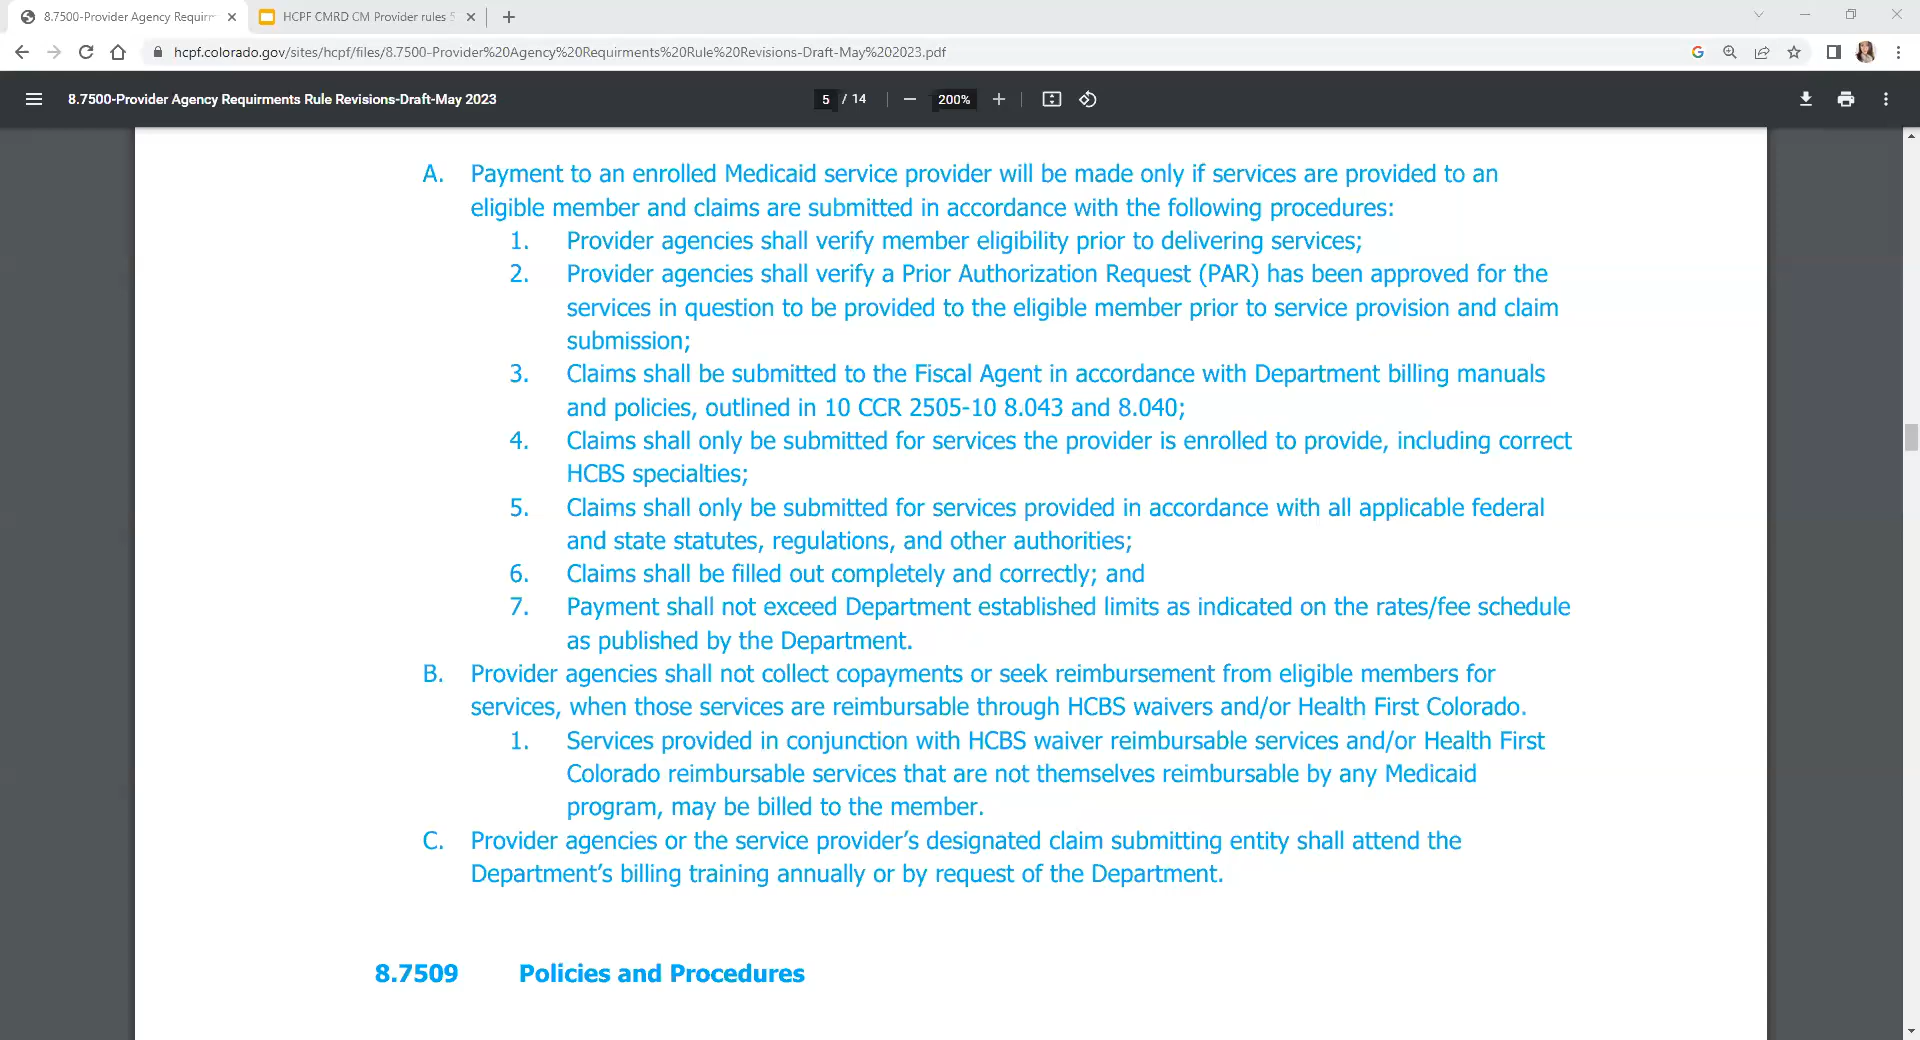 8.7500-Provider Agency Requirm
HCPF CMRD CM Provider rules 5
hcpf.colorado.gov/sites/hcpf/files/8.7500-Provider%20Agency%20Requirments%20Rule%20Revisions-Draft-May%202023.pdf
8.7500-Provider Agency Requirments Rule Revisions-Draft-May 2023
5 / 14
200%
A. Payment to an enrolled Medicaid service provider will be made only if services are provided to an
eligible member and claims are submitted in accordance with the following procedures:
1. Provider agencies shall verify member eligibility prior to delivering services;
2. Provider agencies shall verify a Prior Authorization Request (PAR) has been approved for the
services in question to be provided to the eligible member prior to service provision and claim
submission;
3. Claims shall be submitted to the Fiscal Agent in accordance with Department billing manuals
and policies, outlined in 10 CCR 2505-10 8.043 and 8.040;
4. Claims shall only be submitted for services the provider is enrolled to provide, including correct
HCBS specialties;
5. Claims shall only be submitted for services provided in accordance with all applicable federal
and state statutes, regulations, and other authorities;
6. Claims shall be filled out completely and correctly; and
7. Payment shall not exceed Department established limits as indicated on the rates/fee schedule
as published by the Department.
B. Provider agencies shall not collect copayments or seek reimbursement from eligible members for
services, when those services are reimbursable through HCBS waivers and/or Health First Colorado.
1. Services provided in conjunction with HCBS waiver reimbursable services and/or Health First
Colorado reimbursable services that are not themselves reimbursable by any Medicaid
program, may be billed to the member.
C. Provider agencies or the service provider’s designated claim submitting entity shall attend the
Department’s billing training annually or by request of the Department.
8.7509 Policies and Procedures